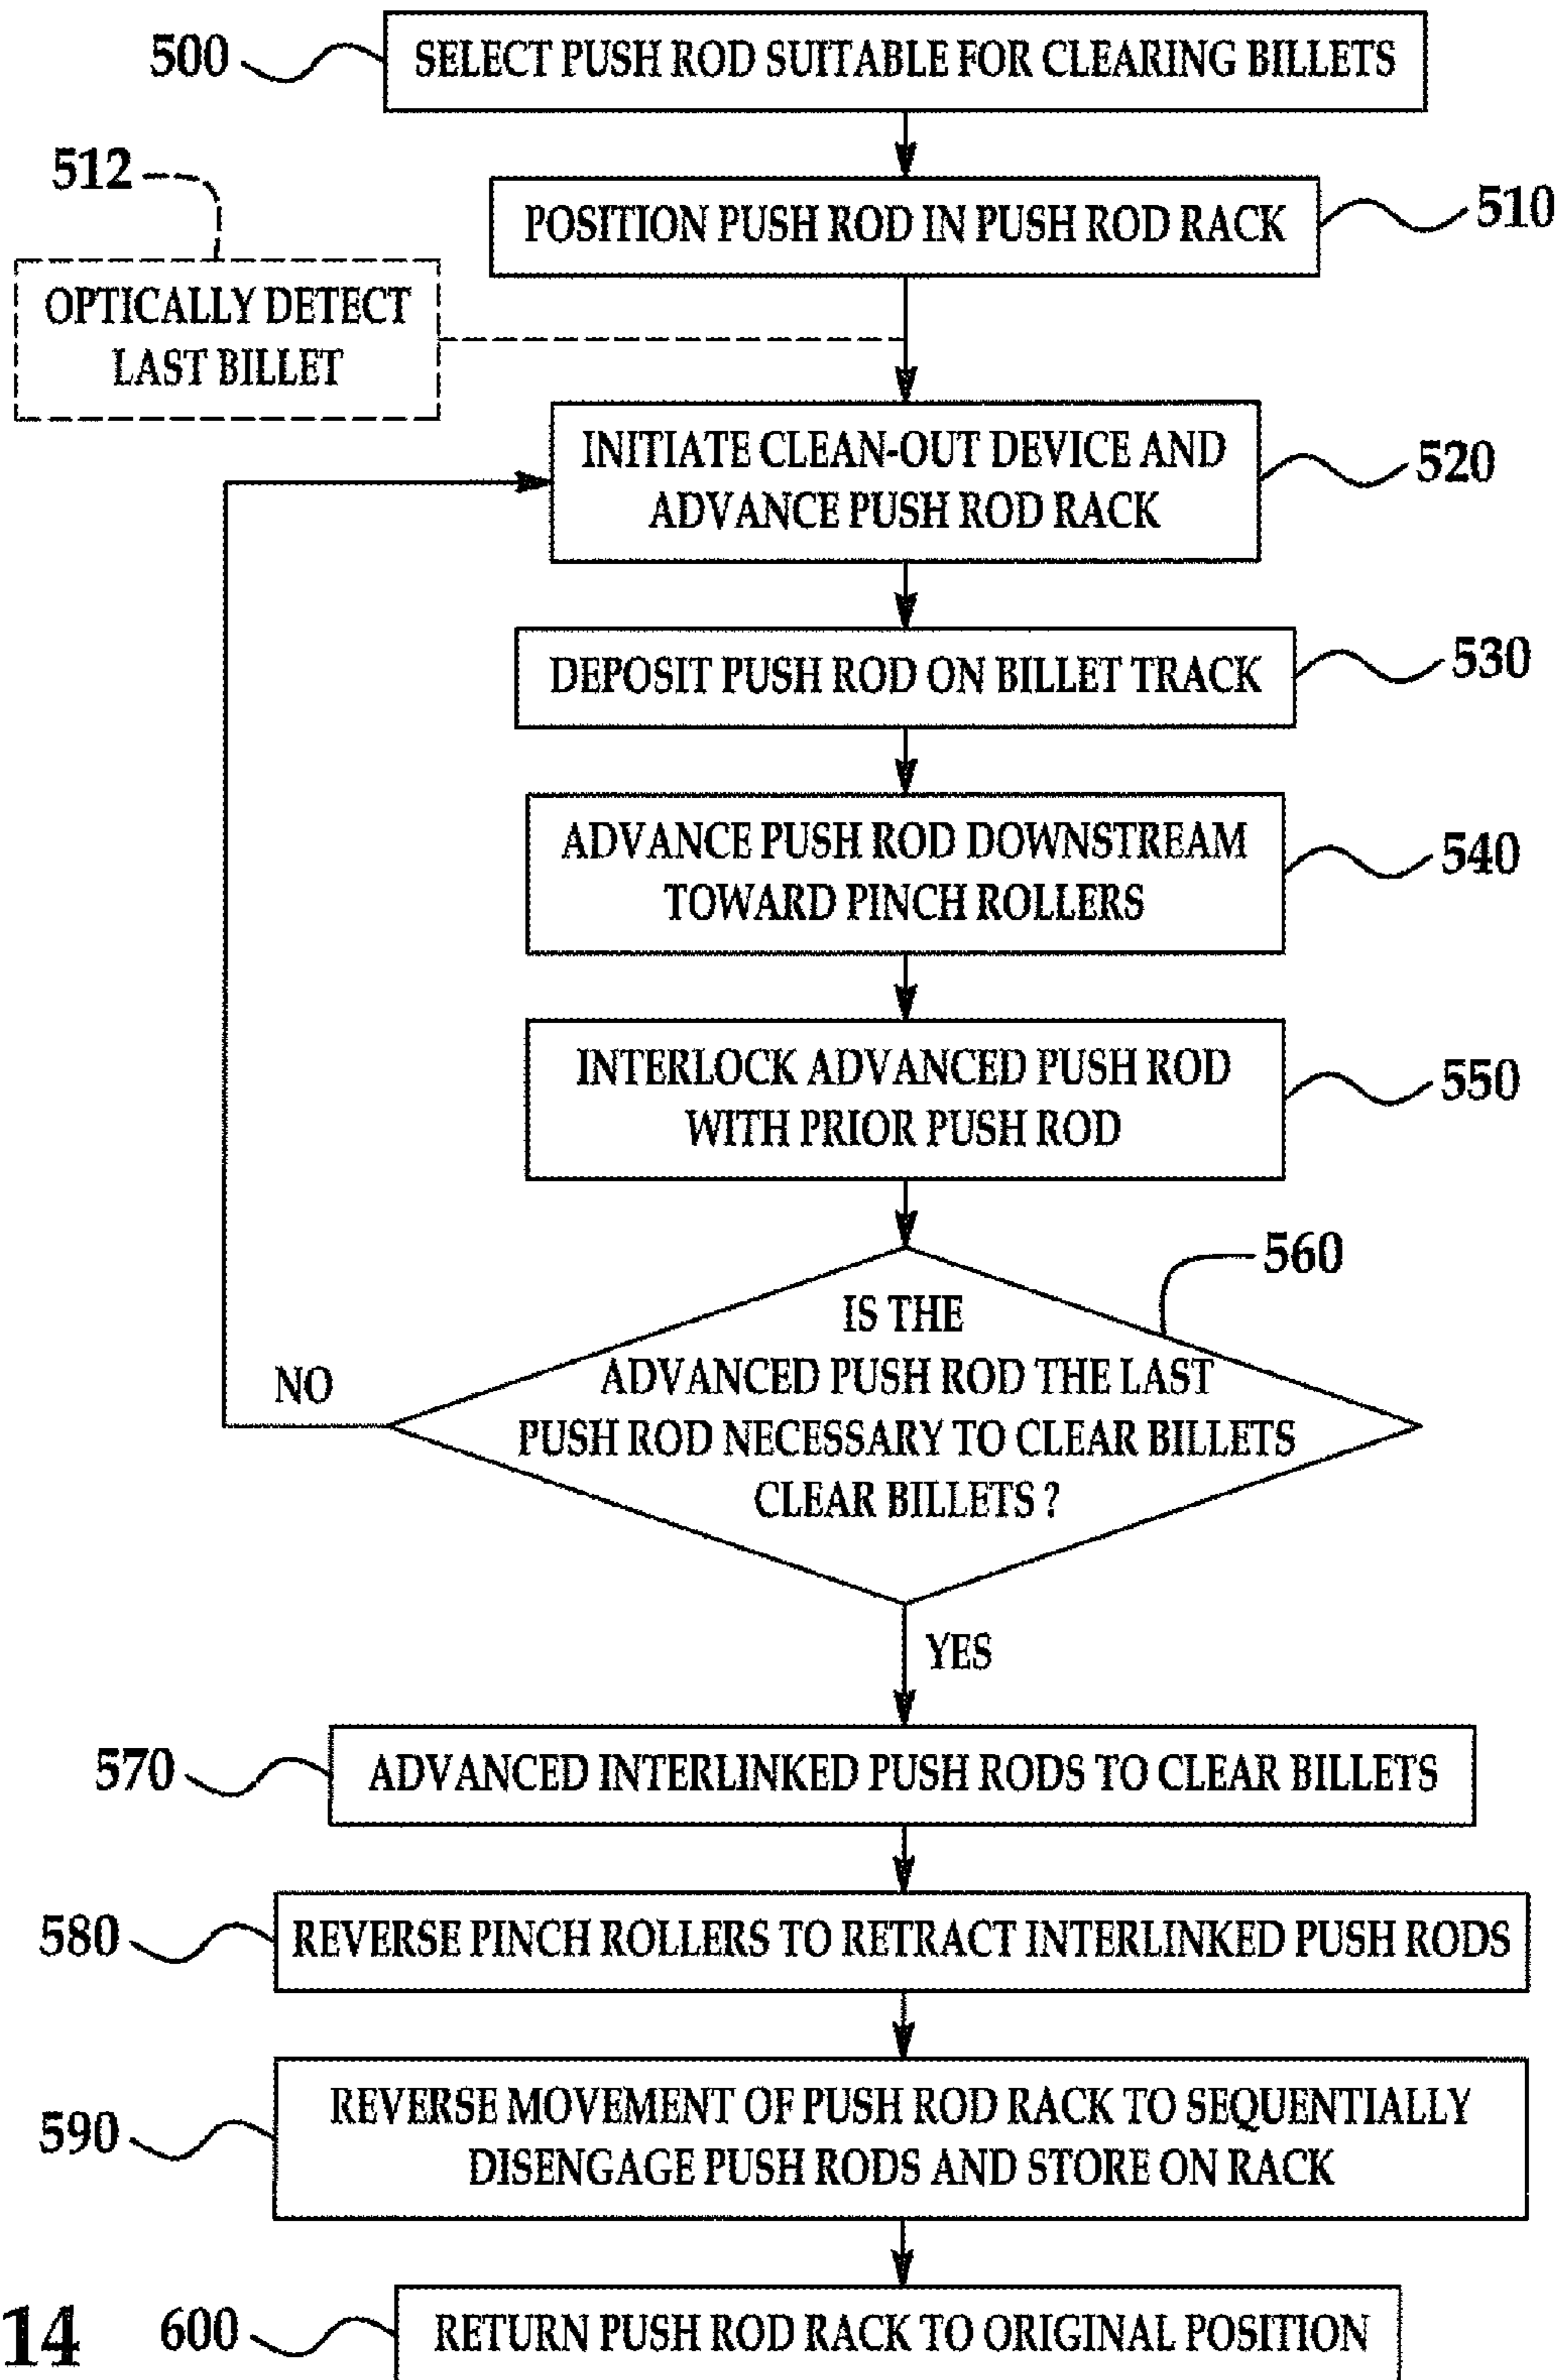 500
SELECT PUSH ROD SUITABLE FOR CLEARING BILLETS
512
POSITION PUSH ROD IN PUSH ROD RACK
510
OPTICALLY DETECT
LAST BILLET
INITIATE CLEAN-OUT DEVICE AND
ADVANCE PUSH ROD RACK
520
DEPOSIT PUSH ROD ON BILLET TRACK
530
ADVANCE PUSH ROD DOWNSTREAM
TOWARD PINCH ROLLERS
540
INTERLOCK ADVANCED PUSH ROD
WITH PRIOR PUSH ROD
550
560
IS THE
ADVANCED PUSH ROD THE LAST
PUSH ROD NECESSARY TO CLEAR BILLETS
CLEAR BILLETS ?
NO
YES
570
ADVANCED INTERLINKED PUSH RODS TO CLEAR BILLETS
580
REVERSE PINCH ROLLERS TO RETRACT INTERLINKED PUSH RODS
590
REVERSE MOVEMENT OF PUSH ROD RACK TO SEQUENTIALLY
DISENGAGE PUSH RODS AND STORE ON RACK
14
600
RETURN PUSH ROD RACK TO ORIGINAL POSITION